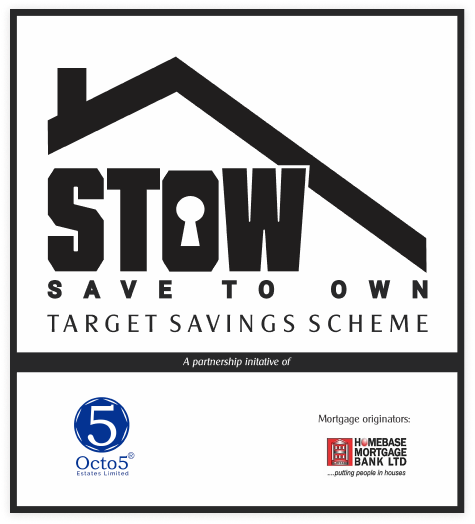 STOW
SAVE TO OWN
TARGET SAVINGS SCHEME
A partnership initative of
Mortgage originators:
5
Octo5®
Estates Limited
HOMEBASE
MORTGAGE
BANK LTD
....putting people in houses